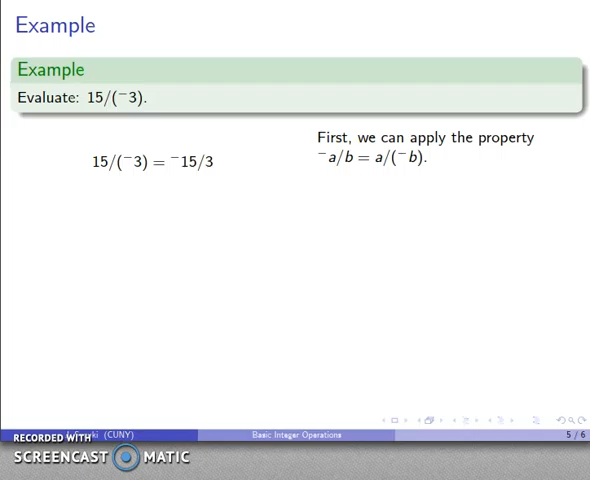 Example
Example
Evaluate: 15/(⁻3).
First, we can apply the property
15/(⁻3) = ⁻15/3
⁻a/b = a/(⁻b).
(CUNY)
Basic Integer Operations
5 / 6
RECORDED WITH
SCREENCAST MATIC